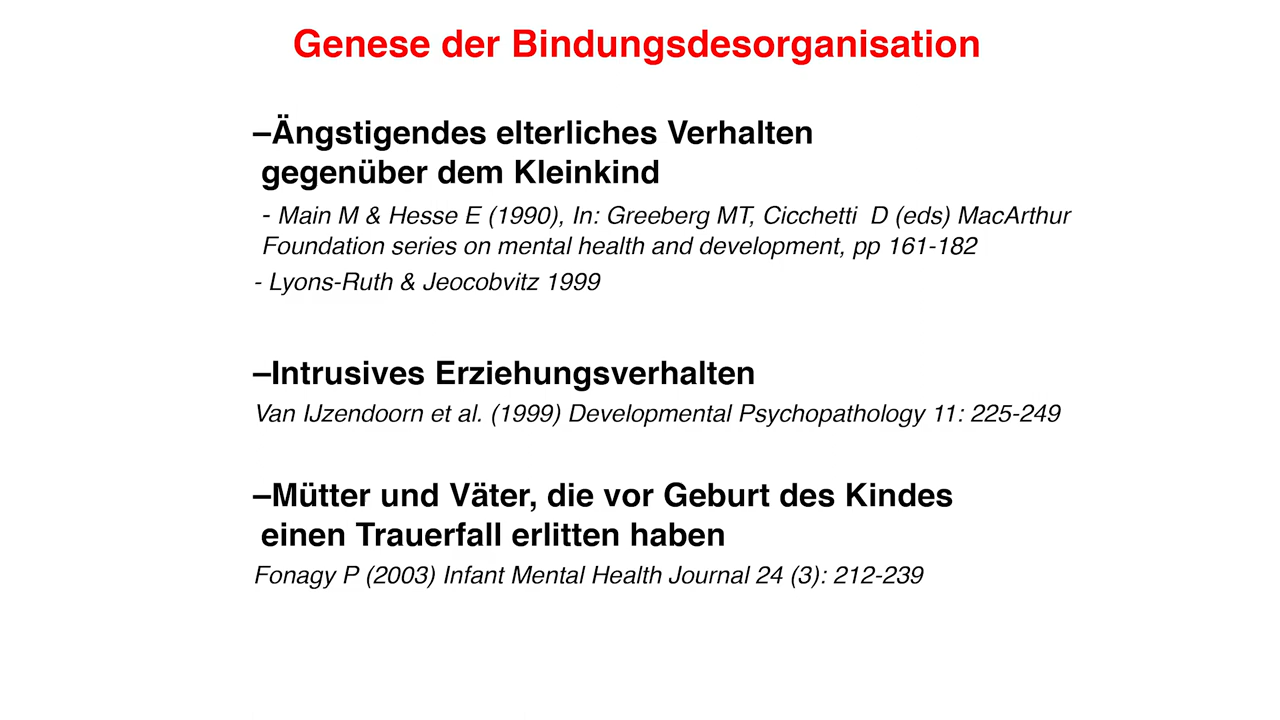 Genese der Bindungsdesorganisation
–Ängstigendes elterliches Verhalten
gegenüber dem Kleinkind
- Main M & Hesse E (1990), In: Greeberg MT, Cicchetti D (eds) MacArthur
Foundation series on mental health and development, pp 161-182
- Lyons-Ruth & Jeocobvitz 1999
–Intrusives Erziehungsverhalten
Van IJzendoorn et al. (1999) Developmental Psychopathology 11: 225-249
–Mütter und Väter, die vor Geburt des Kindes
einen Trauerfall erlitten haben
Fonagy P (2003) Infant Mental Health Journal 24 (3): 212-239